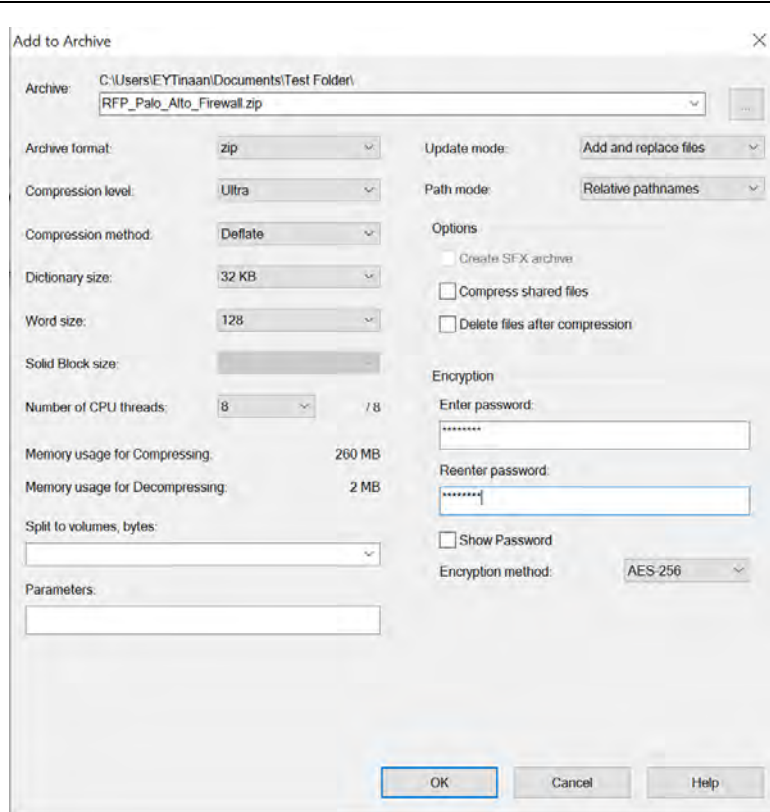 Add to Archive
Archive:
C:\Users\EYTinaan\Documents\Test Folder\
RFP_Palo_Alto_Firewall.zip
...
Archive format:
zip
Update mode:
Add and replace files
Compression level:
Ultra
Path mode:
Relative pathnames
Compression method:
Deflate
Options
Create SFX archive
Dictionary size:
32 KB
Compress shared files
Word size:
128
Delete files after compression
Solid Block size:
Encryption
Number of CPU threads:
8
/ 8
Enter password:
********
Memory usage for Compressing:
260 MB
Reenter password:
********
Memory usage for Decompressing:
2 MB
Split to volumes, bytes:
Show Password
Encryption method:
AES-256
Parameters:
OK
Cancel
Help